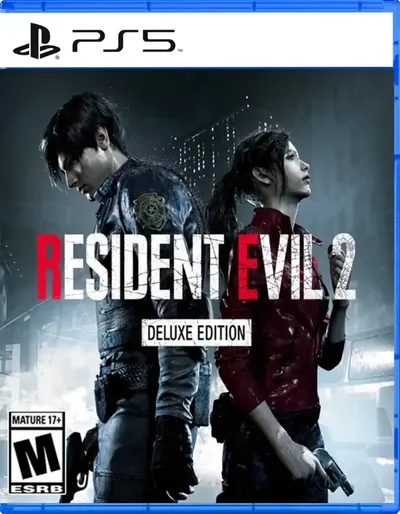 PS5
RESIDENT EVIL 2
DELUXE EDITION
MATURE 17+
M
ESRB